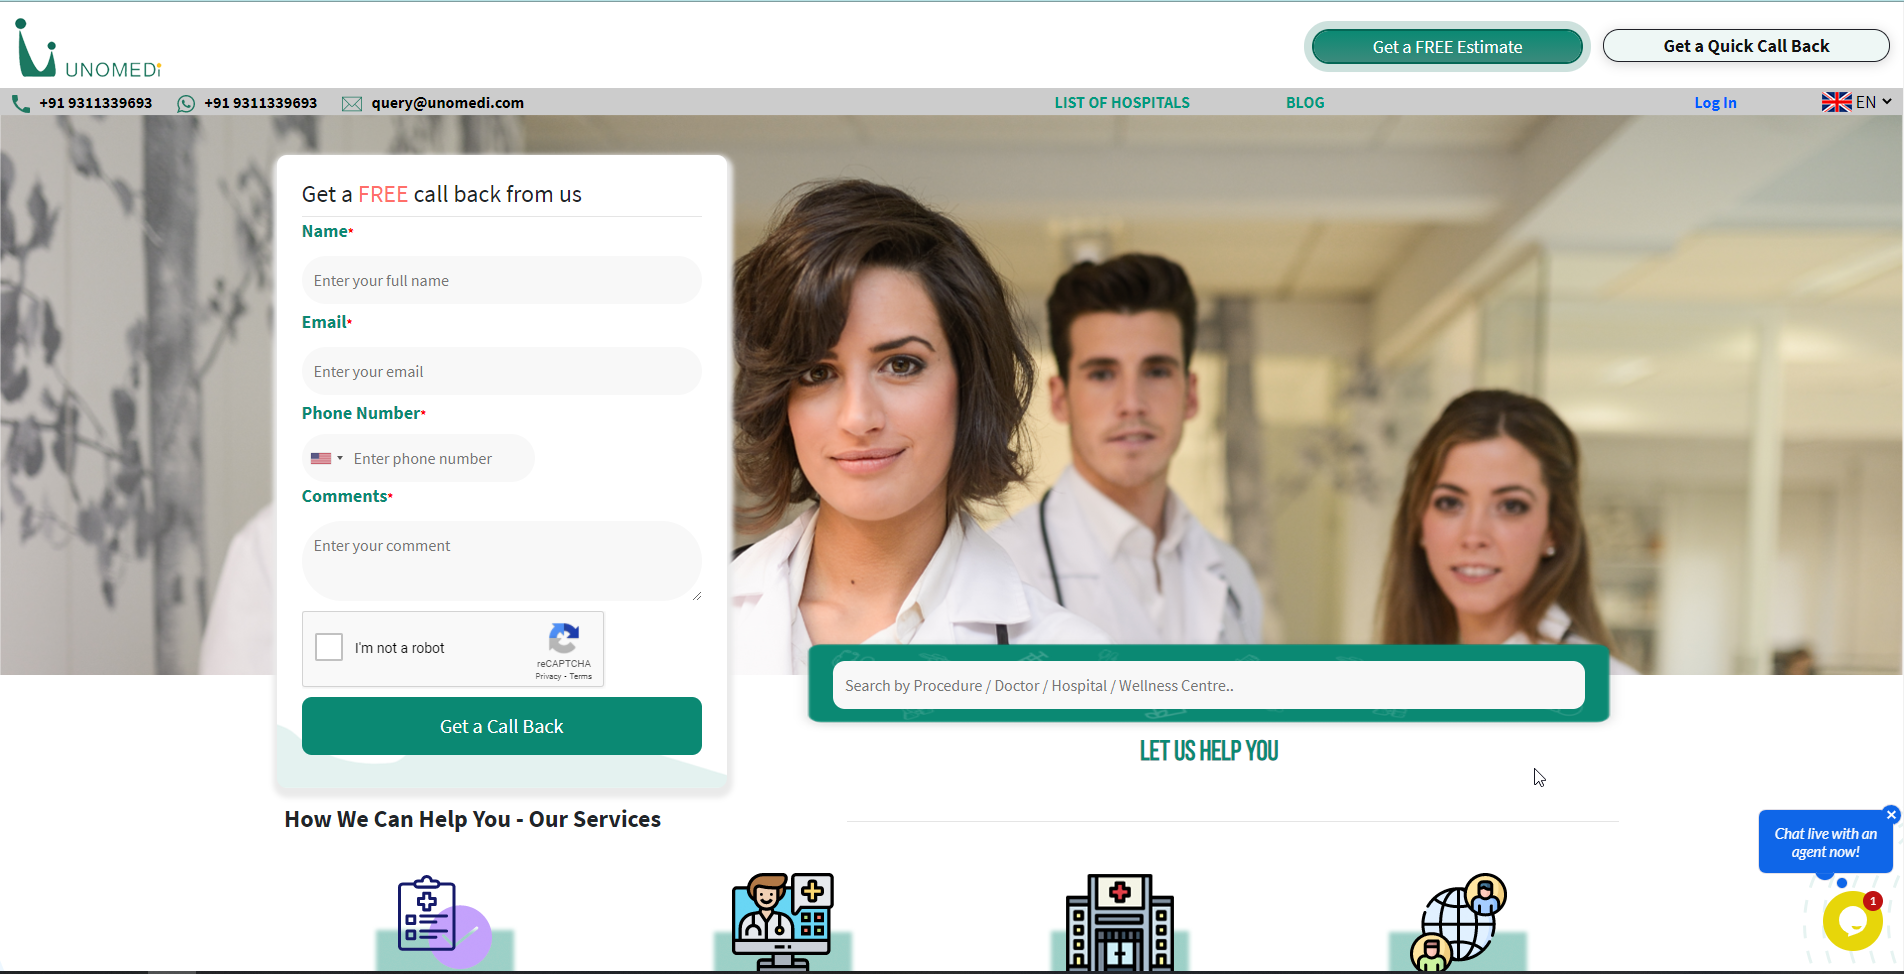 UNOMEDi
Get a FREE Estimate
Get a Quick Call Back
+91 9311339693
+91 9311339693
query@unomedi.com
LIST OF HOSPITALS
BLOG
Log In
EN
Get a FREE call back from us
Name*
Enter your full name
Email*
Enter your email
Phone Number*
Enter phone number
Comments*
Enter your comment
I'm not a robot
reCAPTCHA
Privacy - Terms
Get a Call Back
Search by Procedure / Doctor / Hospital / Wellness Centre..
LET US HELP YOU
How We Can Help You - Our Services
Chat live with an
agent now!
1